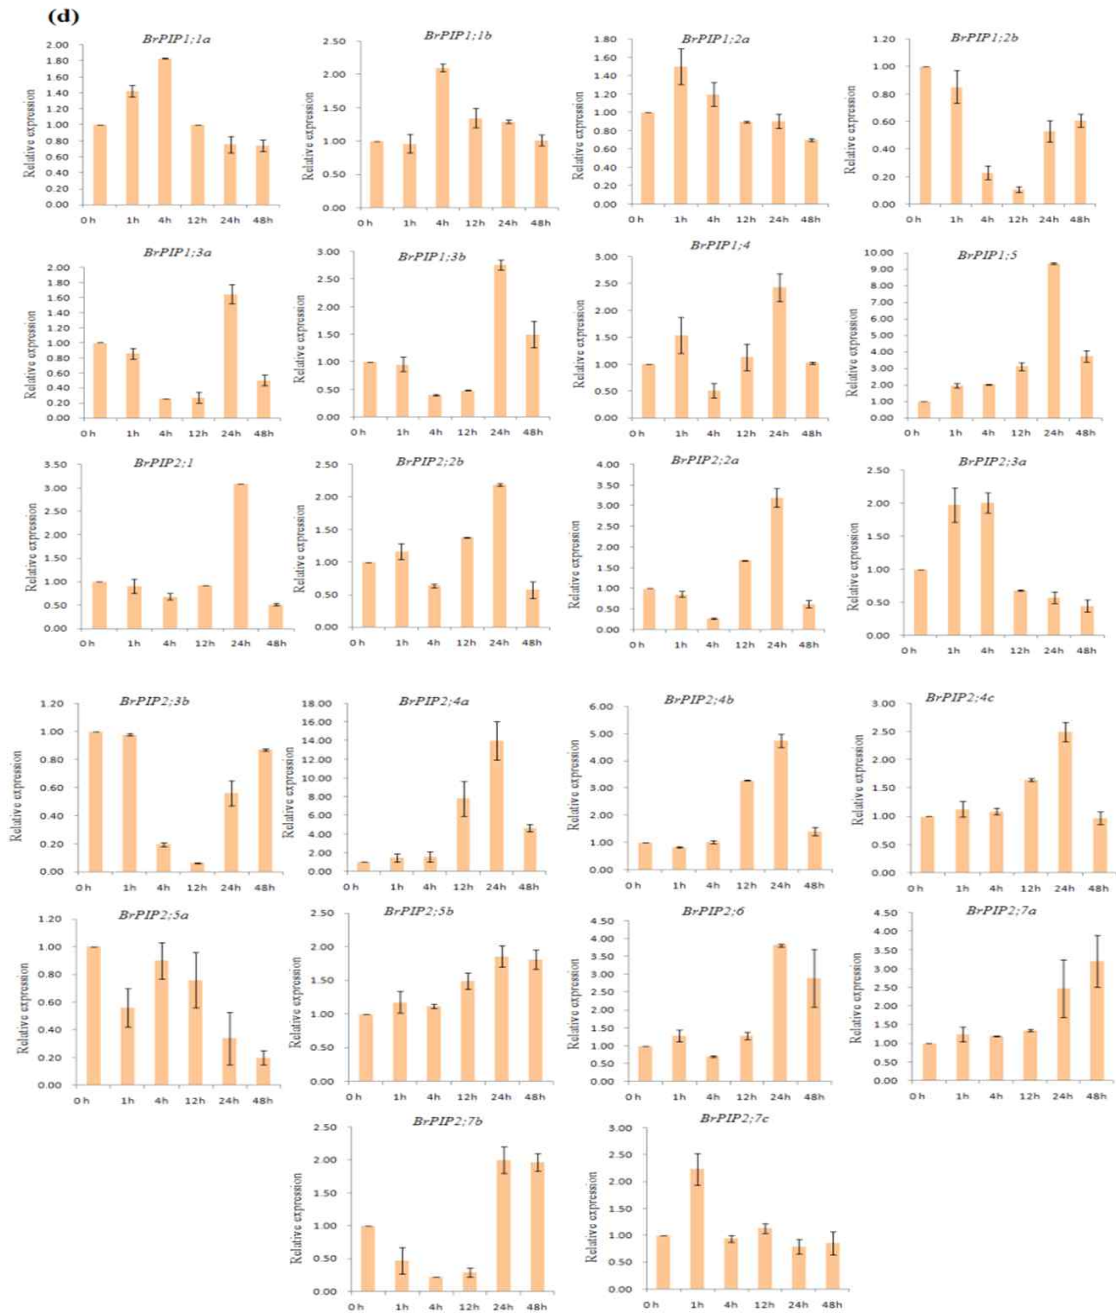 (d)
BrPIP1;1a
Relative expression
2.00
1.80
1.60
1.40
1.20
1.00
0.80
0.60
0.40
0.20
0.00
0 h 1h 4h 12h 24h 48h
BrPIP1;1b
Relative expression
2.50
2.00
1.50
1.00
0.50
0.00
0 h 1h 4h 12h 24h 48h
BrPIP1;2a
Relative expression
1.80
1.60
1.40
1.20
1.00
0.80
0.60
0.40
0.20
0.00
0 h 1h 4h 12h 24h 48h
BrPIP1;2b
Relative expression
1.20
1.00
0.80
0.60
0.40
0.20
0.00
0 h 1h 4h 12h 24h 48h
BrPIP1;3a
Relative expression
2.00
1.80
1.60
1.40
1.20
1.00
0.80
0.60
0.40
0.20
0.00
0 h 1h 4h 12h 24h 48h
BrPIP1;3b
Relative expression
3.00
2.50
2.00
1.50
1.00
0.50
0.00
0 h 1h 4h 12h 24h 48h
BrPIP1;4
Relative expression
3.00
2.50
2.00
1.50
1.00
0.50
0.00
0 h 1h 4h 12h 24h 48h
BrPIP1;5
Relative expression
10.00
9.00
8.00
7.00
6.00
5.00
4.00
3.00
2.00
1.00
0.00
0 h 1h 4h 12h 24h 48h
BrPIP2;1
Relative expression
3.50
3.00
2.50
2.00
1.50
1.00
0.50
0.00
0 h 1h 4h 12h 24h 48h
BrPIP2;2b
Relative expression
2.50
2.00
1.50
1.00
0.50
0.00
0 h 1h 4h 12h 24h 48h
BrPIP2;2a
Relative expression
4.00
3.50
3.00
2.50
2.00
1.50
1.00
0.50
0.00
0 h 1h 4h 12h 24h 48h
BrPIP2;3a
Relative expression
2.50
2.00
1.50
1.00
0.50
0.00
0 h 1h 4h 12h 24h 48h
BrPIP2;3b
Relative expression
1.20
1.00
0.80
0.60
0.40
0.20
0.00
0 h 1h 4h 12h 24h 48h
BrPIP2;4a
Relative expression
18.00
16.00
14.00
12.00
10.00
8.00
6.00
4.00
2.00
0.00
0 h 1h 4h 12h 24h 48h
BrPIP2;4b
Relative expression
6.00
5.00
4.00
3.00
2.00
1.00
0.00
0 h 1h 4h 12h 24h 48h
BrPIP2;4c
Relative expression
3.00
2.50
2.00
1.50
1.00
0.50
0.00
0 h 1h 4h 12h 24h 48h
BrPIP2;5a
Relative expression
1.20
1.00
0.80
0.60
0.40
0.20
0.00
0 h 1h 4h 12h 24h 48h
BrPIP2;5b
Relative expression
2.50
2.00
1.50
1.00
0.50
0.00
0 h 1h 4h 12h 24h 48h
BrPIP2;6
Relative expression
4.50
4.00
3.50
3.00
2.50
2.00
1.50
1.00
0.50
0.00
0 h 1h 4h 12h 24h 48h
BrPIP2;7a
Relative expression
4.50
4.00
3.50
3.00
2.50
2.00
1.50
1.00
0.50
0.00
0 h 1h 4h 12h 24h 48h
BrPIP2;7b
Relative expression
2.50
2.00
1.50
1.00
0.50
0.00
0 h 1h 4h 12h 24h 48h
BrPIP2;7c
Relative expression
3.00
2.50
2.00
1.50
1.00
0.50
0.00
0 h 1h 4h 12h 24h 48h